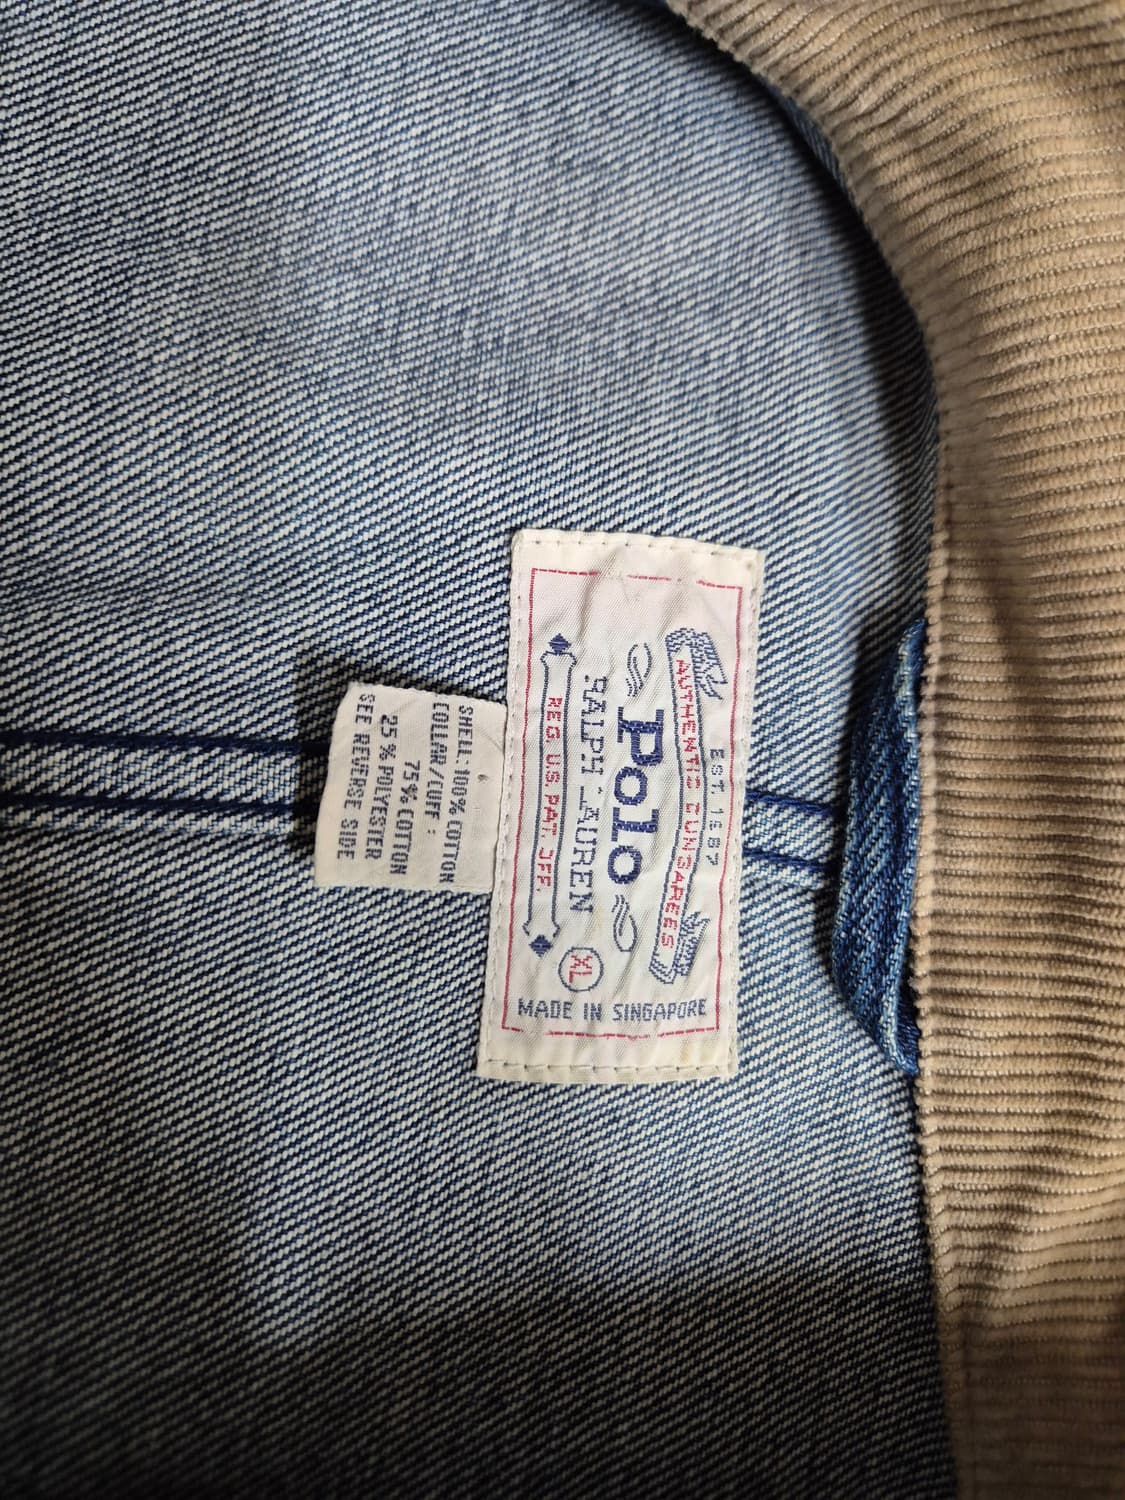 EST. 1967
AUTHENTIC DUNGAREES
Polo
RALPH LAUREN
XL
REG. U.S. PAT. OFF.
MADE IN SINGAPORE
SHELL: 100% COTTON
COLLAR/CUFF :
75% COTTON
25% POLYESTER
SEE REVERSE SIDE